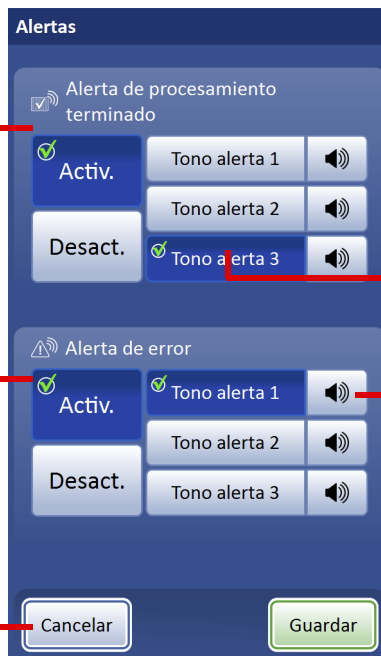 Alertas
Alerta de procesamiento
terminado
Activ.
Tono alerta 1
Tono alerta 2
Desact.
Tono alerta 3
Alerta de error
Activ.
Tono alerta 1
Tono alerta 2
Desact.
Tono alerta 3
Cancelar
Guardar